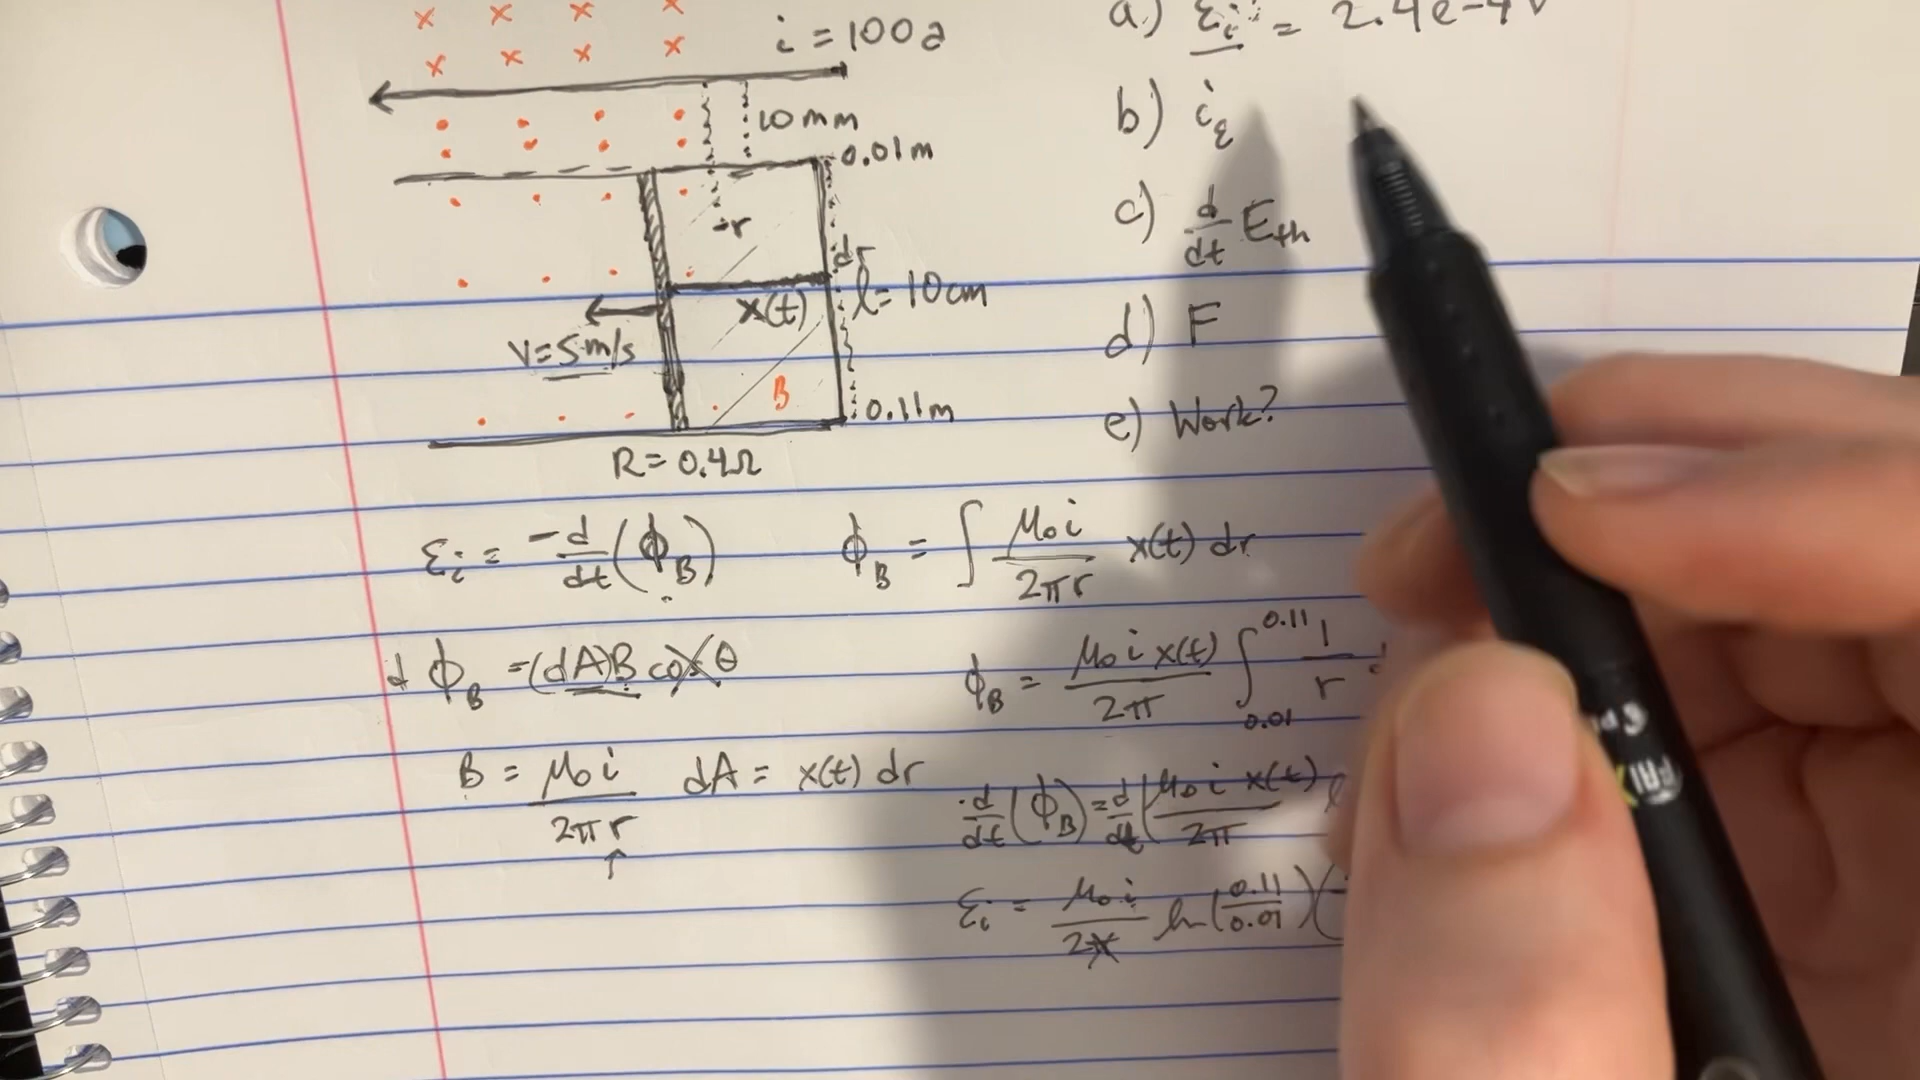 x x x x
x x x x
i = 100a
10mm
0.01m
r
dr
x(t)
l = 10cm
V = 5m/s
B
0.11m
R = 0.4Ω
a) εi = 2.4e-4V
b) iε
c) d/dt Eth
d) F
e) Work?
εi = -d/dt (ϕB)
dϕB = (dA)B cosθ
B = μ0i/2πr dA = x(t) dr
ϕB = ∫ μ0i/2πr x(t) dr
ϕB = μ0i x(t)/2π ∫ 0.11 0.01 1/r
d/dt (ϕB) = d/dt (μ0i x(t)/2π
εi = μ0i/2π ln(0.11/0.01)(